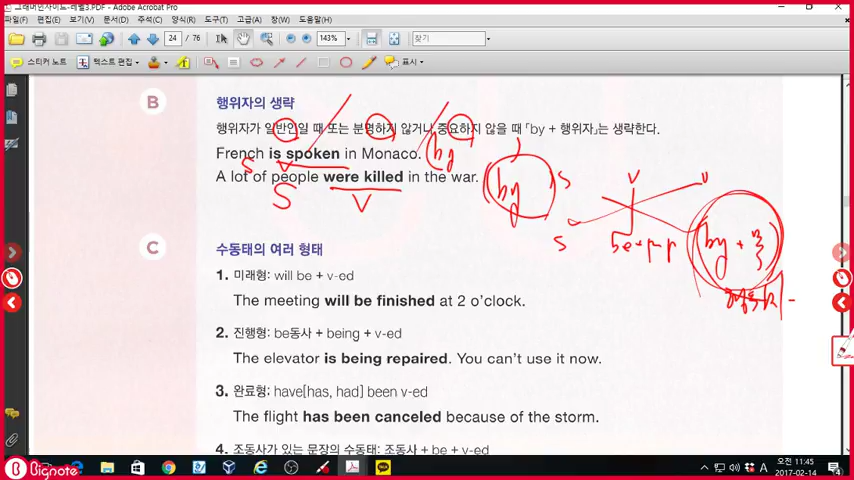 그래머인사이트-레벨3.PDF - Adobe Acrobat Pro
파일(F) 편집(E) 보기(V) 문서(D) 주석(C) 양식(R) 도구(T) 고급(A) 창(W) 도움말(H)
24 / 76 143% 찾기
스티커 노트 텍스트 편집 표시
B 행위자의 생략
행위자가 일반인일 때 또는 분명하지 않거나 중요하지 않을 때 「by + 행위자」는 생략한다.
French is spoken in Monaco. by
A lot of people were killed in the war. by
S
V
S
V
S
be+p.p
by +
C 수동태의 여러 형태
1. 미래형: will be + v-ed
The meeting will be finished at 2 o'clock.
2. 진행형: be동사 + being + v-ed
The elevator is being repaired. You can't use it now.
3. 완료형: have[has, had] been v-ed
The flight has been canceled because of the storm.
4. 조동사가 있는 문장의 수동태: 조동사 + be + v-ed
Bignote
A 오전 11:45
2017-02-14